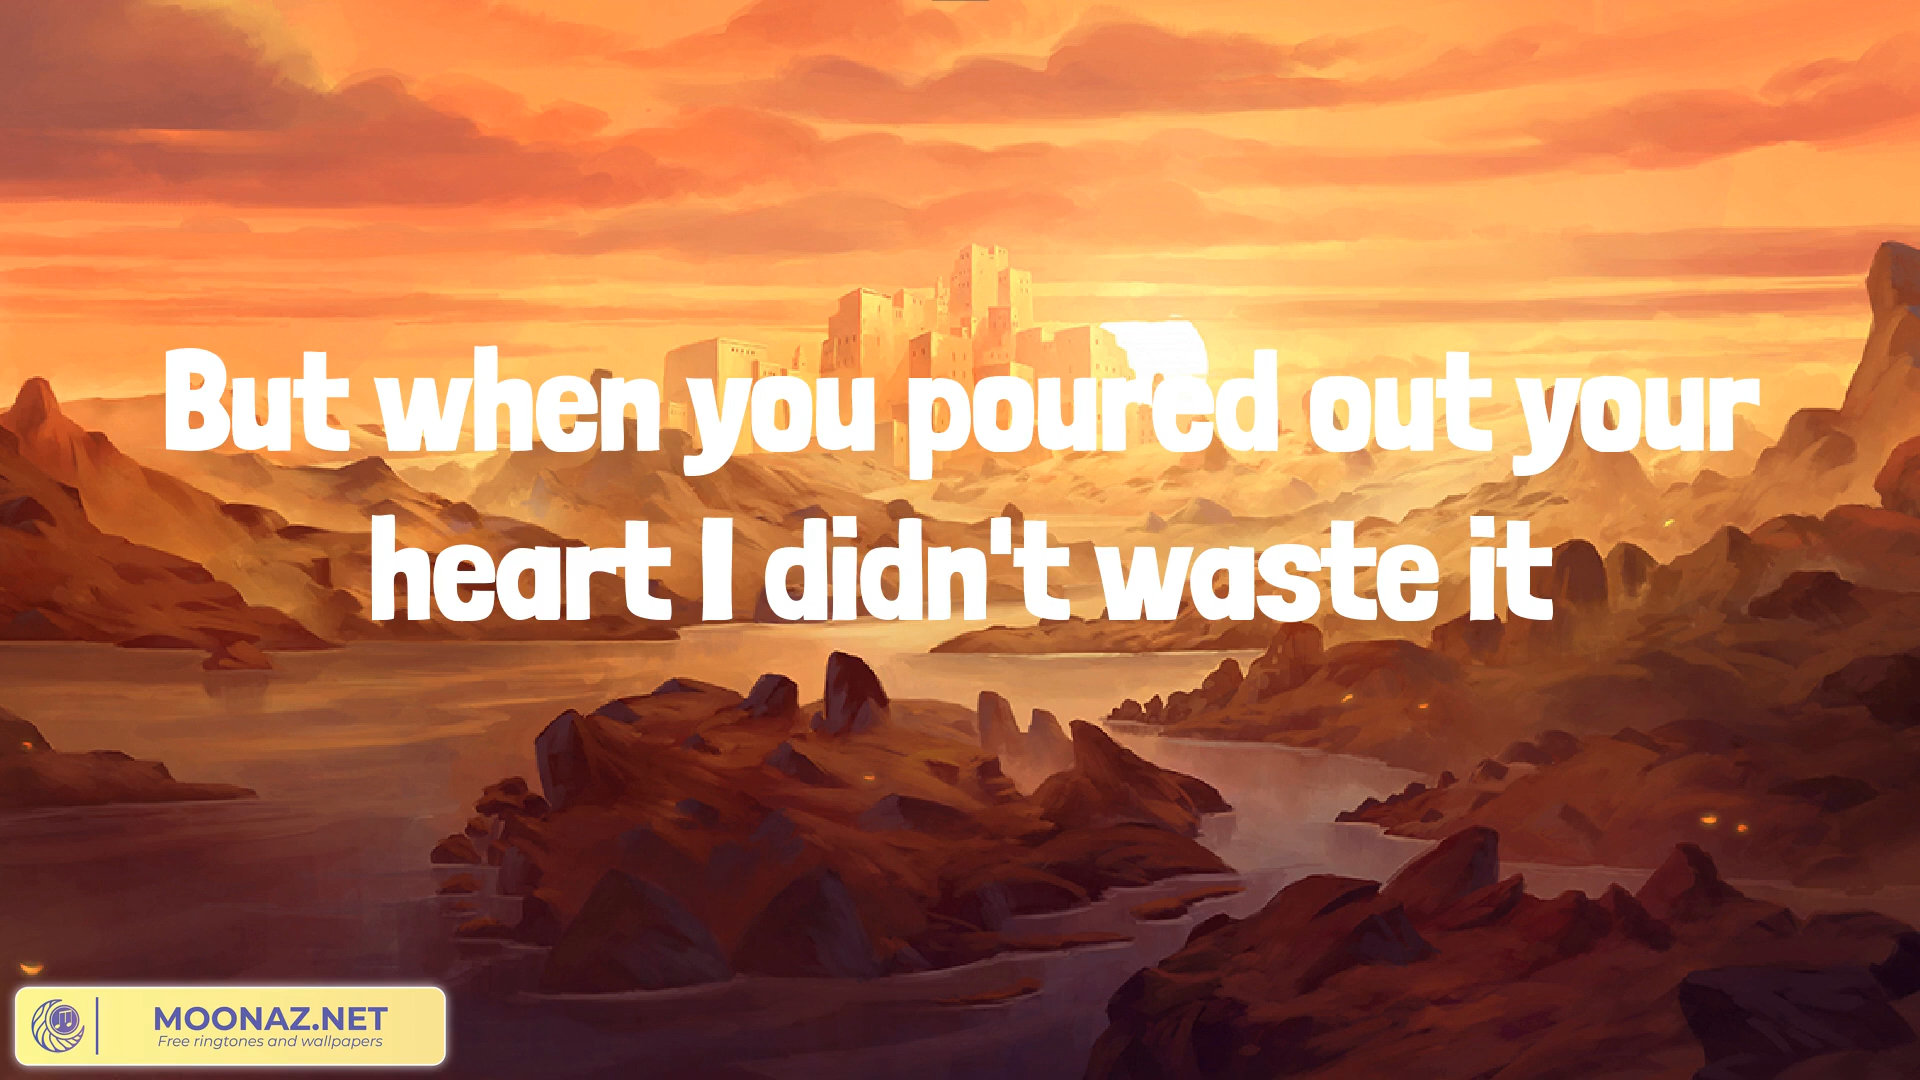 But when you poured out your
heart I didn't waste it
MOONAZ.NET
Free ringtones and wallpapers